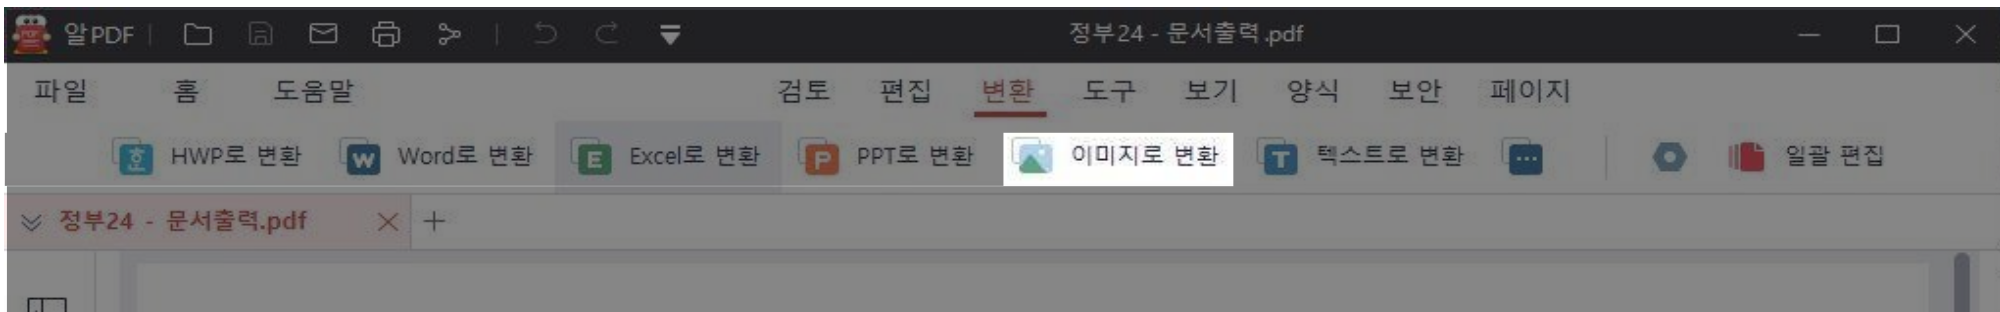 알PDF 정부24 - 문서출력.pdf
파일 홈 도움말 검토 편집 변환 도구 보기 양식 보안 페이지
HWP로 변환 Word로 변환 Excel로 변환 PPT로 변환 이미지로 변환 텍스트로 변환 일괄 편집
정부24 - 문서출력.pdf